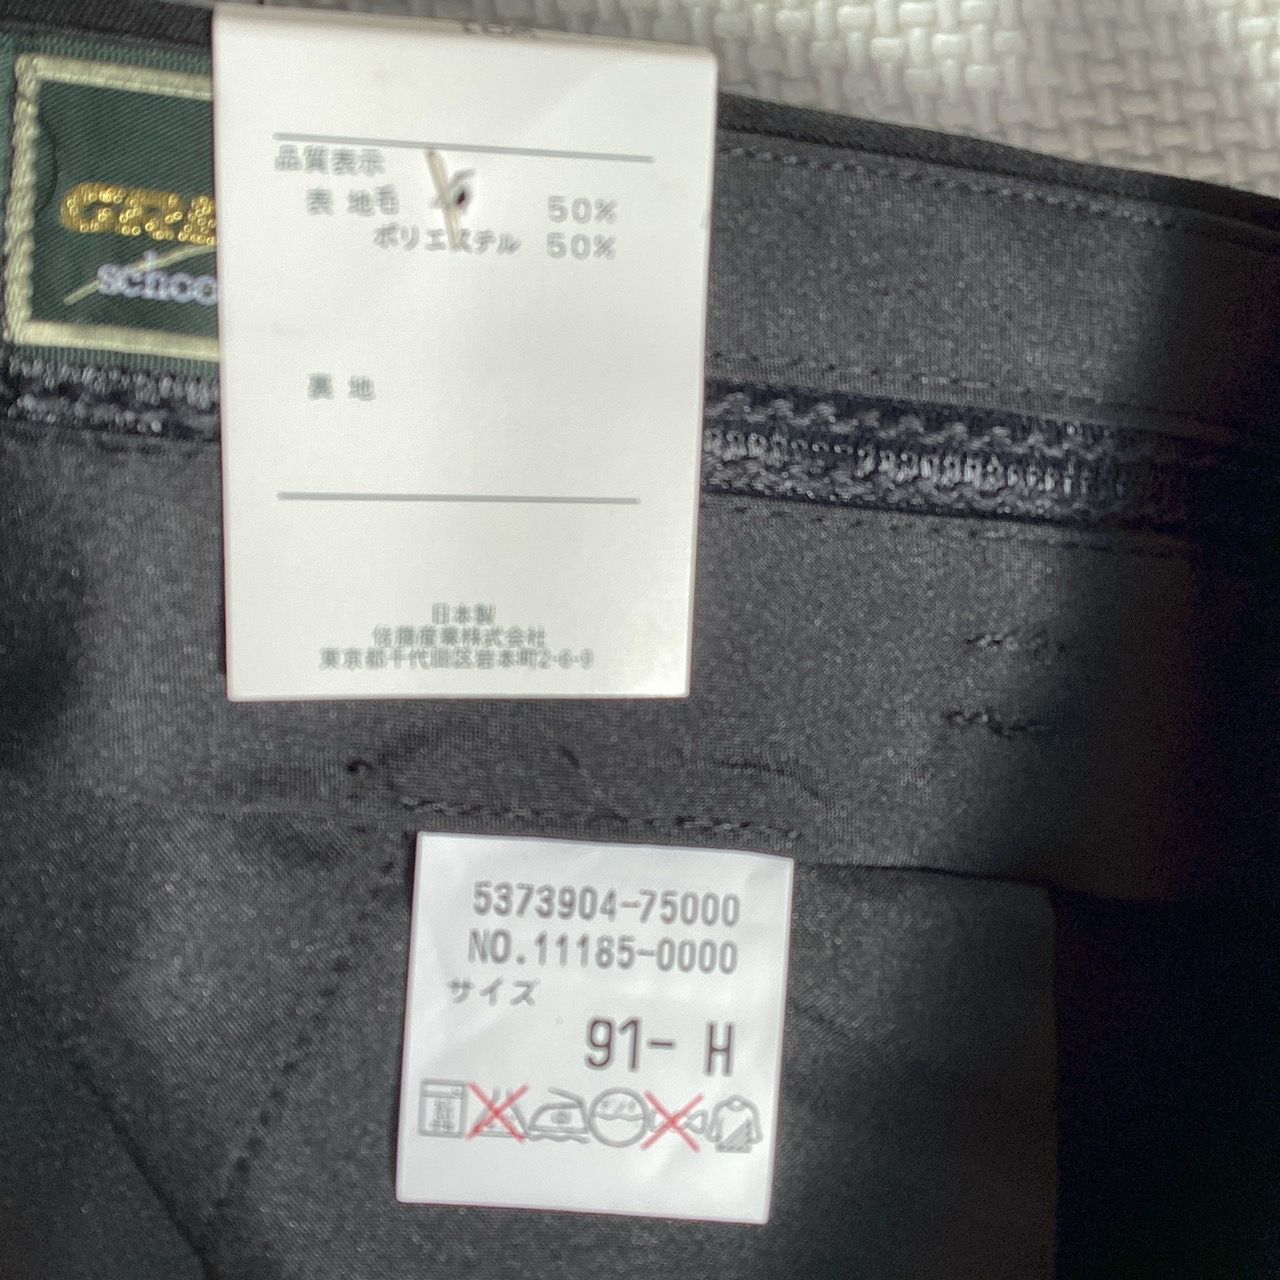 GRA
schoo
品質表示
表 地 毛 50%
ポリエステル 50%
裏 地
日本製
佐藤産業株式会社
東京都千代田区岩本町2-6-9
5373904-75000
NO.11185-0000
サイズ
91- H